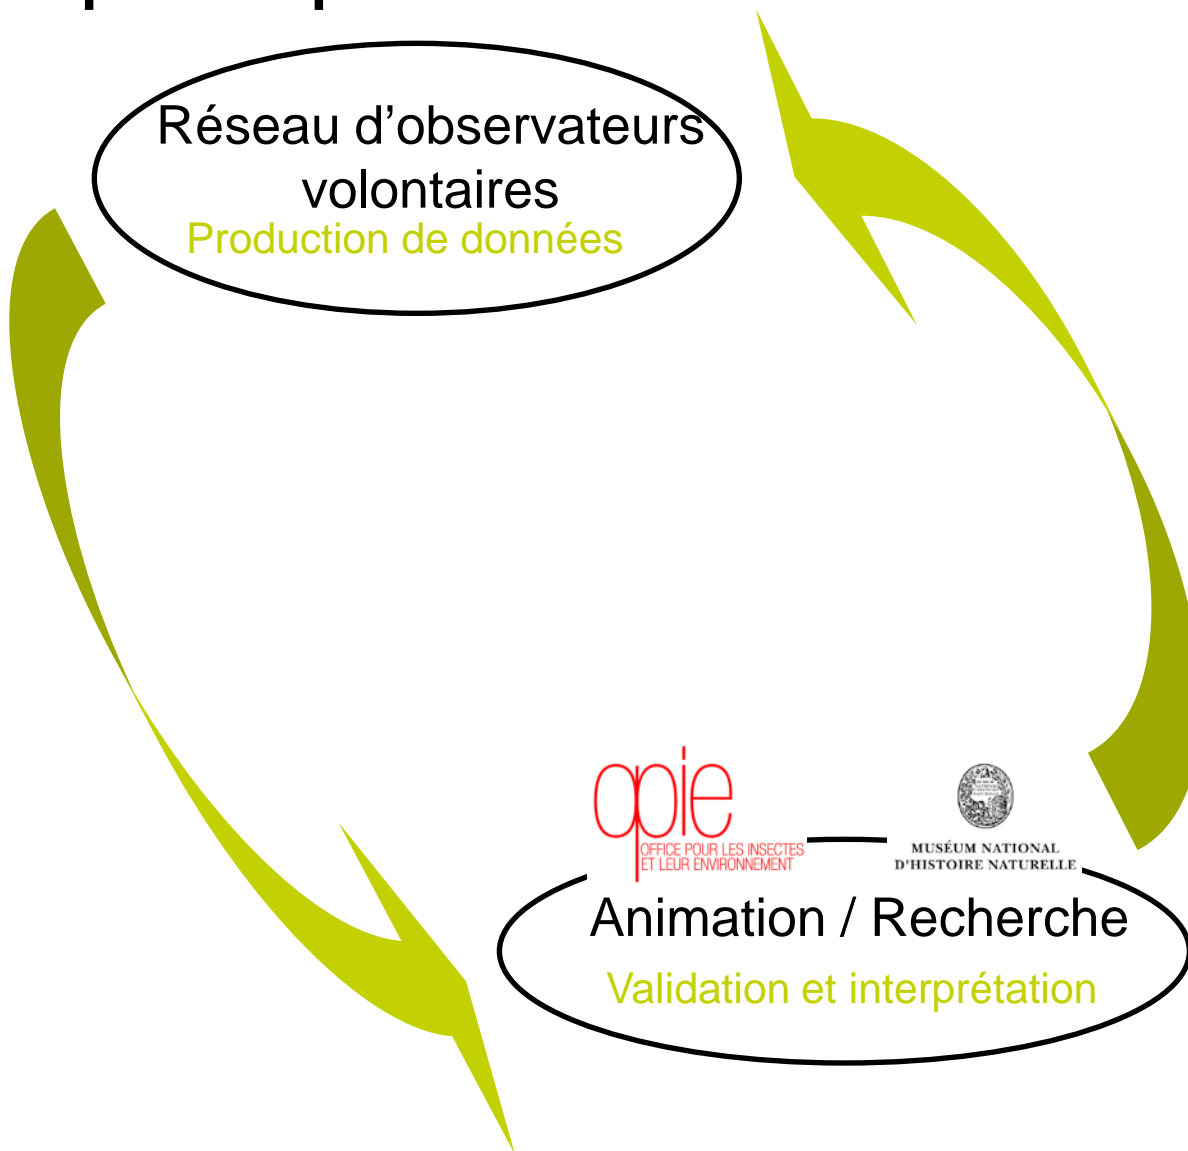 Réseau d’observateurs
volontaires
Production de données
opie
OFFICE POUR LES INSECTES
ET LEUR ENVIRONNEMENT
MUSÉUM NATIONAL
D'HISTOIRE NATURELLE
Animation / Recherche
Validation et interprétation